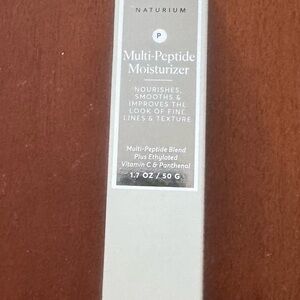 NATURIUM
P
Multi-Peptide
Moisturizer
NOURISHES,
SMOOTHS &
IMPROVES THE
LOOK OF FINE
LINES & TEXTURE
Multi-Peptide Blend
Plus Ethylated
Vitamin C & Panthenol
1.7 OZ / 50 G